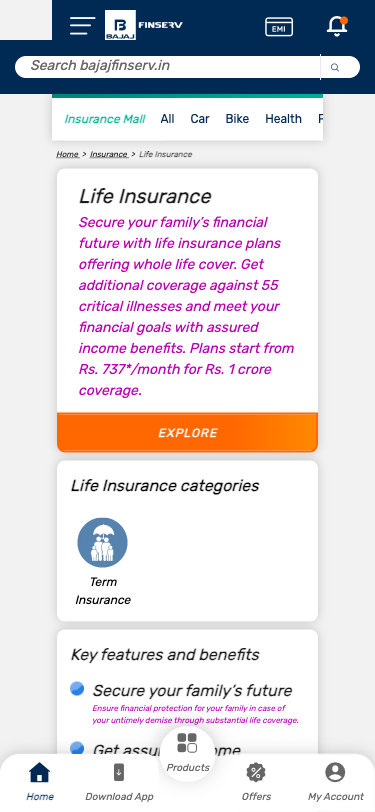 BAJAJ FINSERV EMI
Search bajajfinserv.in
Insurance Mall All Car Bike Health
Home > Insurance > Life Insurance
Life Insurance
Secure your family's financial
future with life insurance plans
offering whole life cover. Get
additional coverage against 55
critical illnesses and meet your
financial goals with assured
income benefits. Plans start from
Rs. 737*/month for Rs. 1 crore
coverage.
EXPLORE
Life Insurance categories
Term
Insurance
Key features and benefits
Secure your family's future
Ensure financial protection for your family in case of
your untimely demise through substantial life coverage.
Home Download App Products Offers My Account